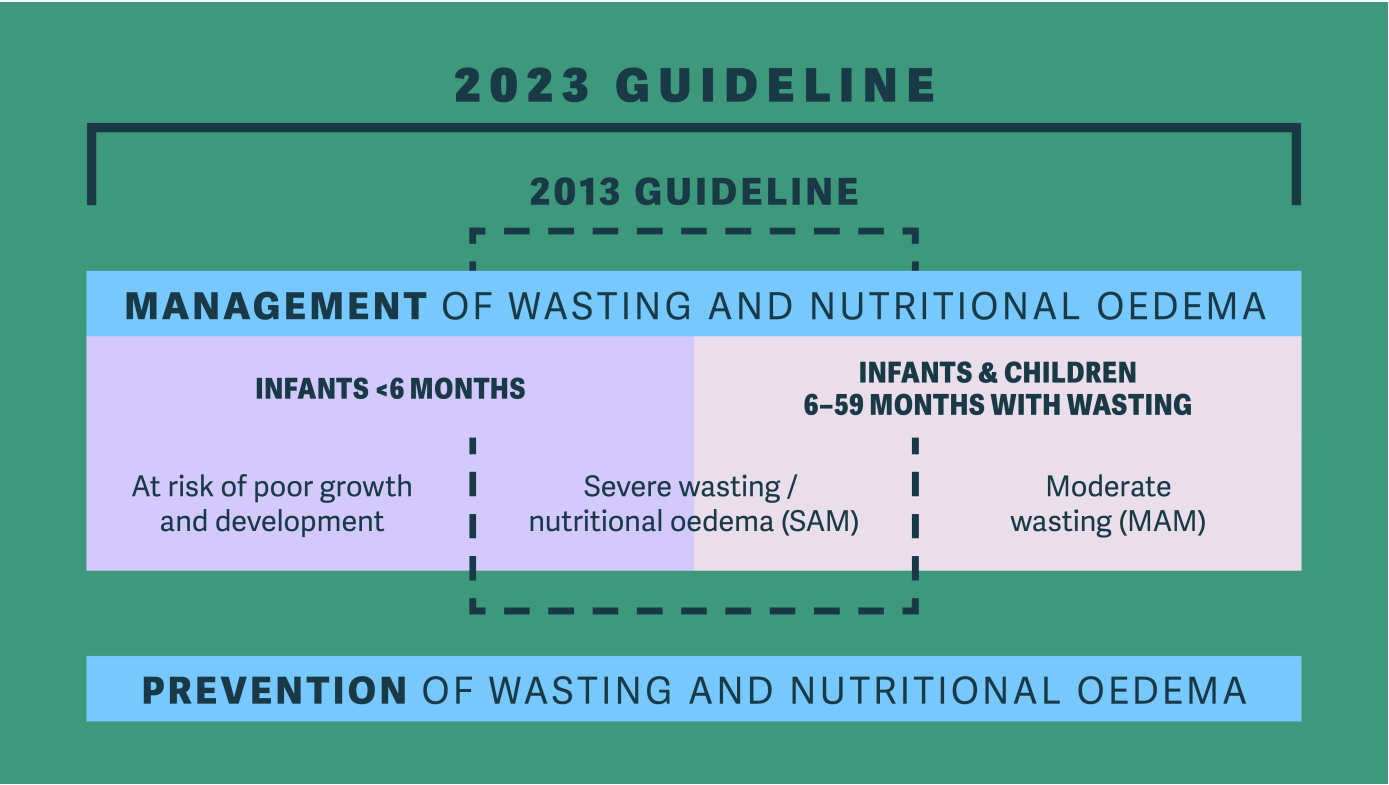 2023 GUIDELINE
2013 GUIDELINE
MANAGEMENT OF WASTING AND NUTRITIONAL OEDEMA
INFANTS <6 MONTHS
INFANTS & CHILDREN
6–59 MONTHS WITH WASTING
At risk of poor growth
and development
Severe wasting /
nutritional oedema (SAM)
Moderate
wasting (MAM)
PREVENTION OF WASTING AND NUTRITIONAL OEDEMA